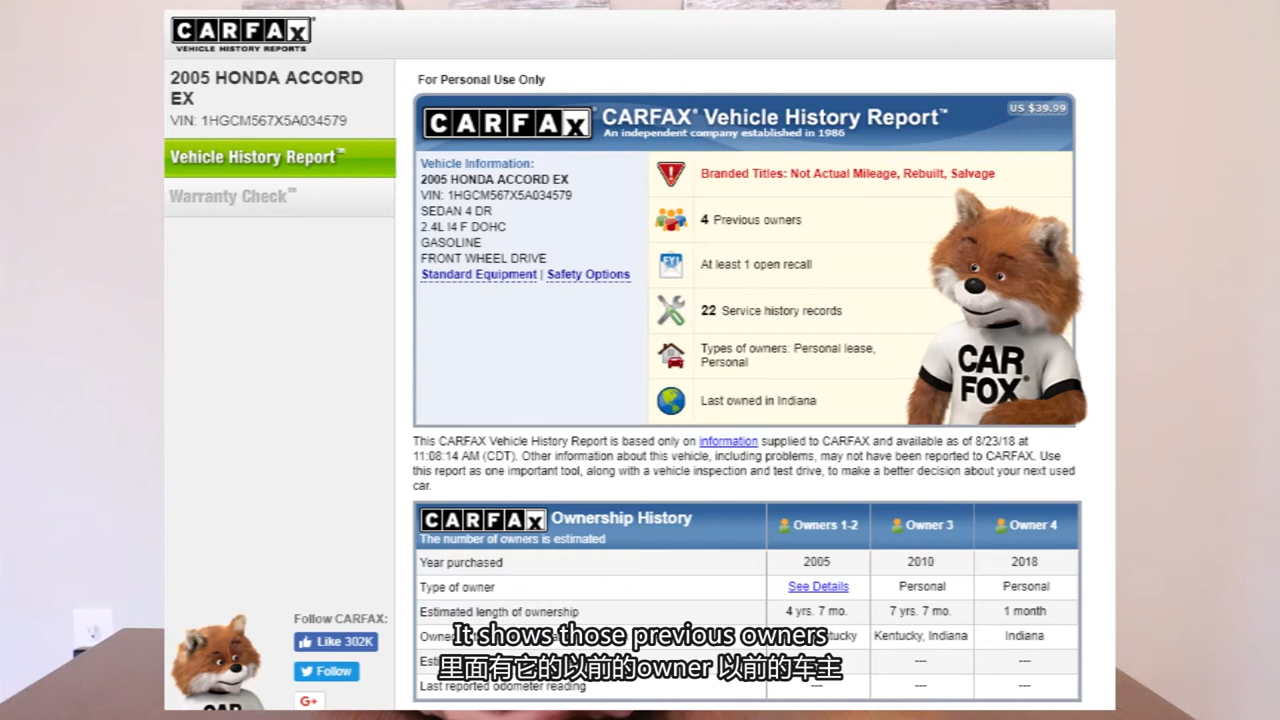 CARFAX
VEHICLE HISTORY REPORTS
2005 HONDA ACCORD
EX
VIN: 1HGCM567X5A034579
Vehicle History Report™
Warranty Check™
Follow CARFAX:
Like 302K
Follow
G+
CAR
For Personal Use Only
CARFAX CARFAX® Vehicle History Report™ US $39.99
An independent company established in 1986
Vehicle Information:
2005 HONDA ACCORD EX
VIN: 1HGCM567X5A034579
SEDAN 4 DR
2.4L I4 F DOHC
GASOLINE
FRONT WHEEL DRIVE
Standard Equipment | Safety Options
Branded Titles: Not Actual Mileage, Rebuilt, Salvage
4 Previous owners
FYI
At least 1 open recall
22 Service history records
Types of owners: Personal lease,
Personal
Last owned in Indiana
CAR
FOX®
This CARFAX Vehicle History Report is based only on information supplied to CARFAX and available as of 8/23/18 at
11:08:14 AM (CDT). Other information about this vehicle, including problems, may not have been reported to CARFAX. Use
this report as one important tool, along with a vehicle inspection and test drive, to make a better decision about your next used
car.
CARFAX Ownership History Owners 1-2 Owner 3 Owner 4
The number of owners is estimated
Year purchased 2005 2010 2018
Type of owner See Details Personal Personal
Estimated length of ownership 4 yrs. 7 mo. 7 yrs. 7 mo. 1 month
Kentucky, Indiana Indiana
--- ---
Last reported odometer reading --- --- ---
It shows those previous owners
里面有它的以前的owner 以前的车主